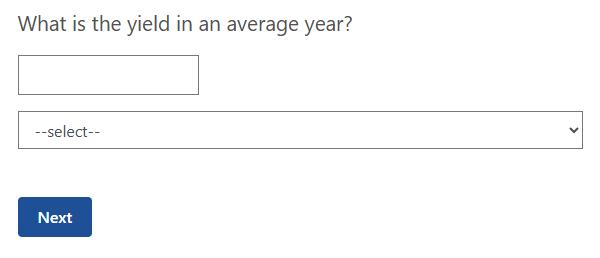 What is the yield in an average year?
--select--
Next